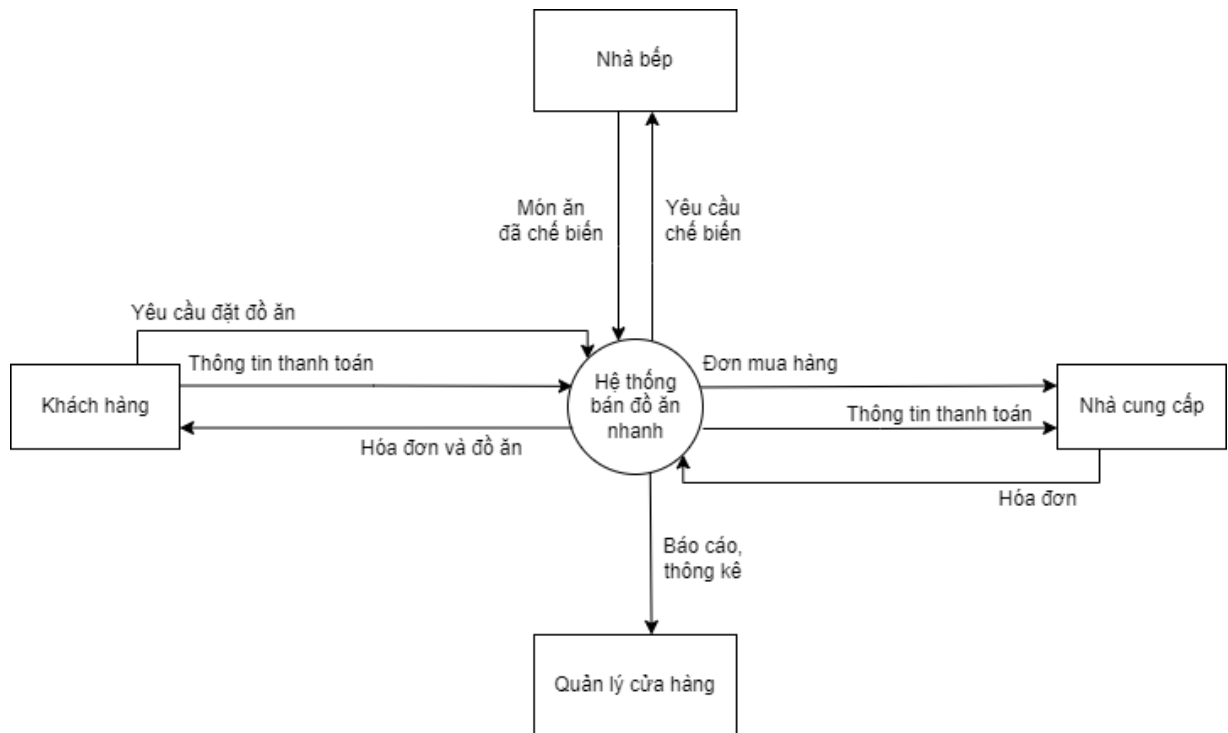 Nhà bếp
Món ăn
đã chế biến
Yêu cầu
chế biến
Yêu cầu đặt đồ ăn
Thông tin thanh toán
Khách hàng
Hóa đơn và đồ ăn
Hệ thống
bán đồ ăn
nhanh
Đơn mua hàng
Thông tin thanh toán
Nhà cung cấp
Hóa đơn
Báo cáo,
thông kê
Quản lý cửa hàng